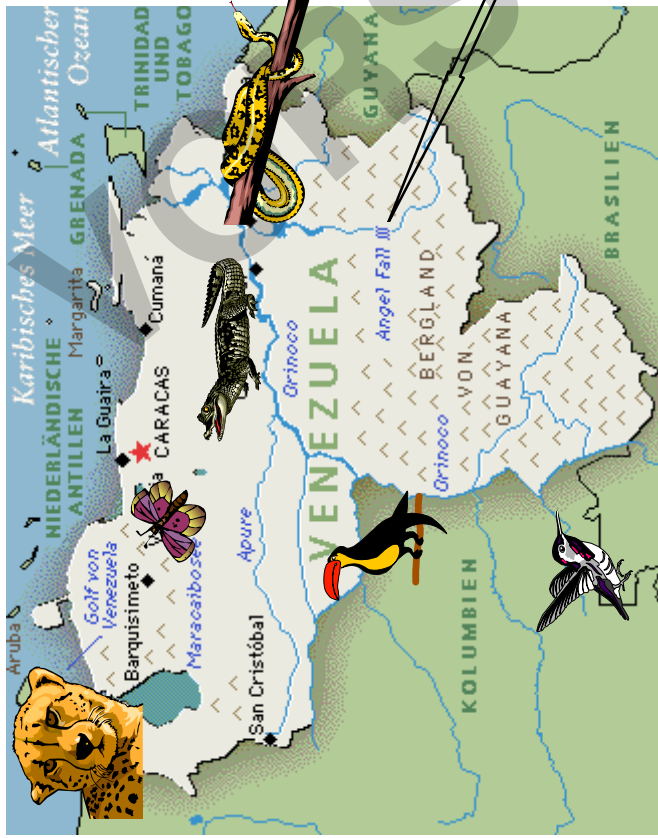 Karibisches Meer
Atlantischer
Ozean
Aruba
NIEDERLÄNDISCHE
ANTILLEN
Margarita
GRENADA
TRINIDAD
UND
TOBAGO
Golf von
Venezuela
La Guaira
Cumaná
CARACAS
Barquisimeto
Maracaibosee
Apure
San Cristóbal
Orinoco
VENEZUELA
GUYANA
Angel Fall
BERGLAND
VON
GUAYANA
Orinoco
KOLUMBIEN
BRASILIEN